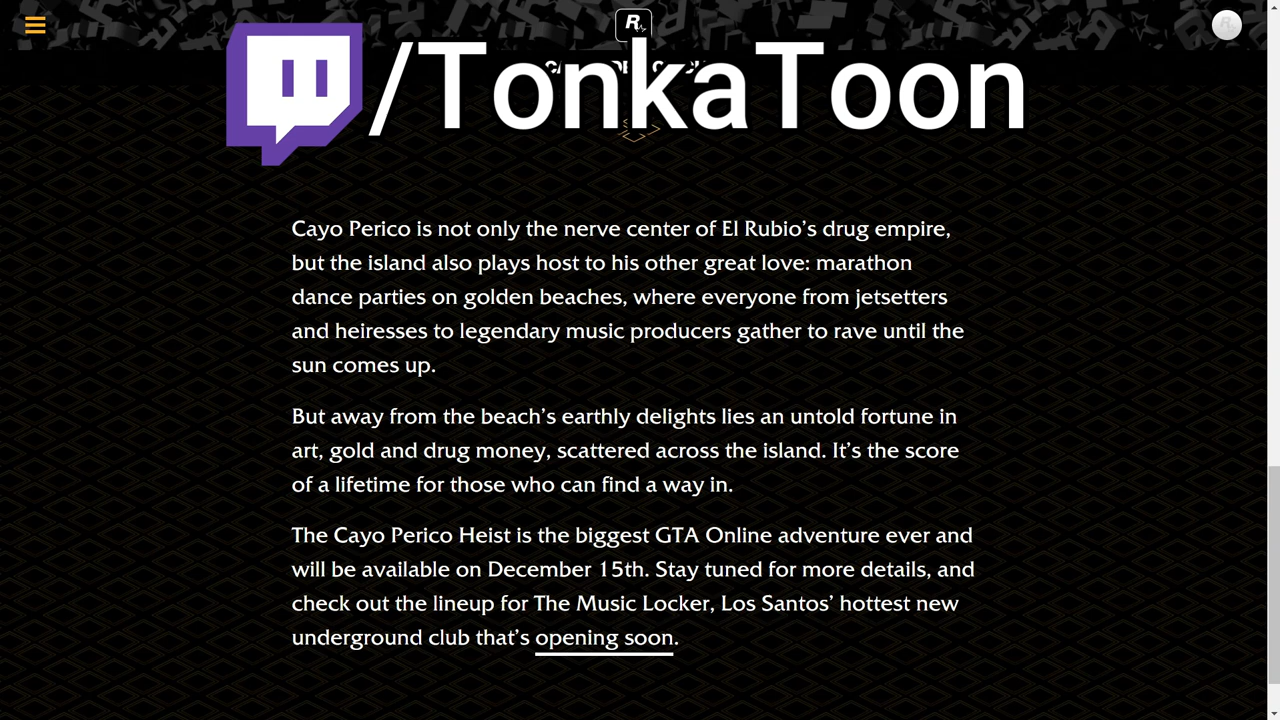 R
/TonkaToon
Cayo Perico is not only the nerve center of El Rubio’s drug empire,
but the island also plays host to his other great love: marathon
dance parties on golden beaches, where everyone from jetsetters
and heiresses to legendary music producers gather to rave until the
sun comes up.
But away from the beach’s earthly delights lies an untold fortune in
art, gold and drug money, scattered across the island. It’s the score
of a lifetime for those who can find a way in.
The Cayo Perico Heist is the biggest GTA Online adventure ever and
will be available on December 15th. Stay tuned for more details, and
check out the lineup for The Music Locker, Los Santos’ hottest new
underground club that’s opening soon.